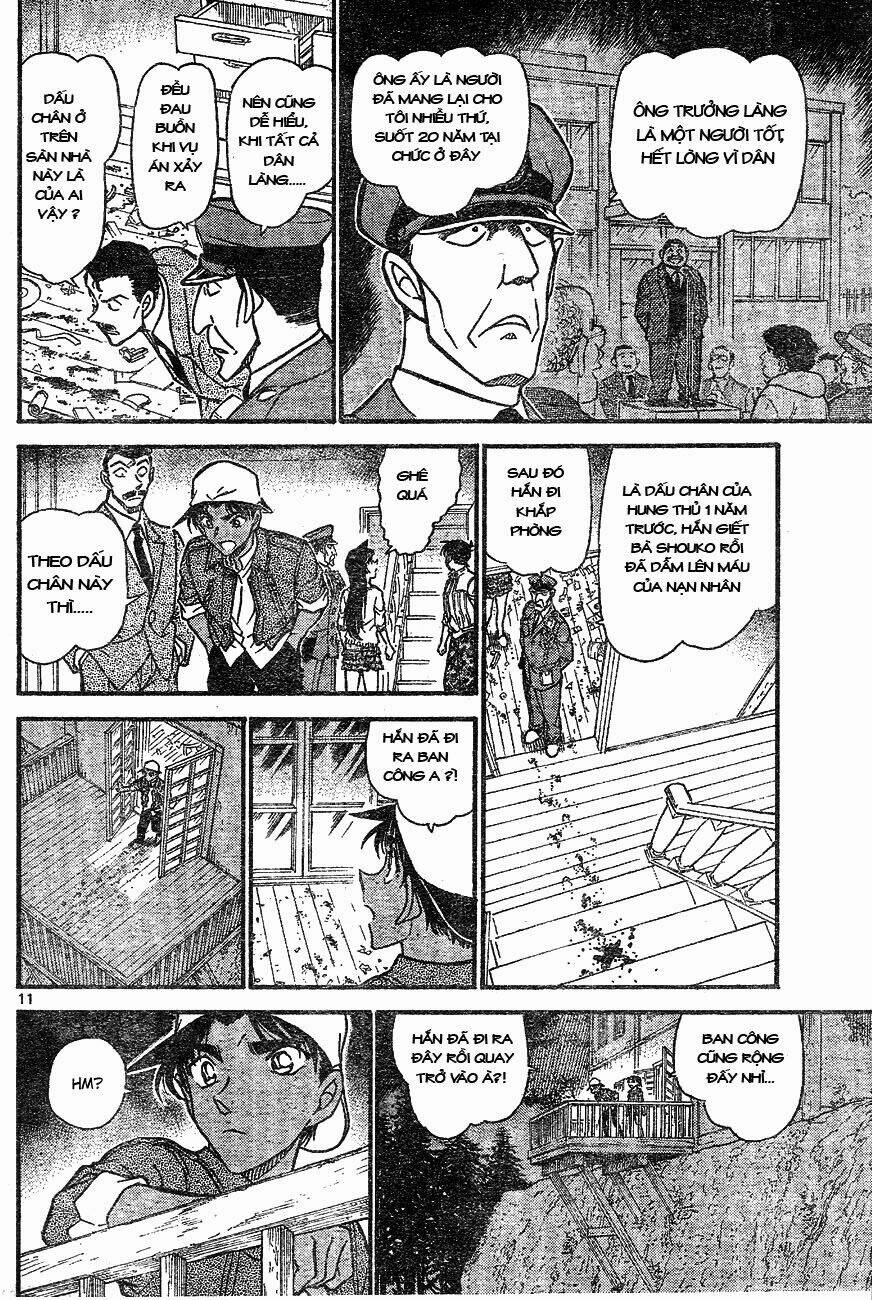 ÔNG TRƯỞNG LÀNG
LÀ MỘT NGƯỜI TỐT,
HẾT LÒNG VÌ DÂN
ÔNG ẤY LÀ NGƯỜI
ĐÃ MANG LẠI CHO
TÔI NHIỀU THỨ,
SUỐT 20 NĂM TẠI
CHỨC Ở ĐÂY
NÊN CŨNG
DỄ HIỂU,
KHI TẤT CẢ
DÂN
LÀNG.....
ĐỀU
ĐAU
BUỒN
KHI VỤ
ÁN XẢY
RA
DẤU
CHÂN Ở
TRÊN
SÀN NHÀ
NÀY LÀ
CỦA AI
VẬY ?
LÀ DẤU CHÂN CỦA
HUNG THỦ 1 NĂM
TRƯỚC, HẮN GIẾT
BÀ SHOUKO RỒI
ĐÃ DẪM LÊN MÁU
CỦA NẠN NHÂN
SAU ĐÓ
HẮN ĐI
KHẮP
PHÒNG
GHÊ
QUÁ
THEO DẤU
CHÂN NÀY
THÌ.....
HẮN ĐÃ ĐI
RA BAN
CÔNG A ?!
11
BAN CÔNG
CŨNG RỘNG
ĐẤY NHỈ...
HẮN ĐÃ ĐI RA
ĐÂY RỒI QUAY
TRỞ VÀO À?!
HM?